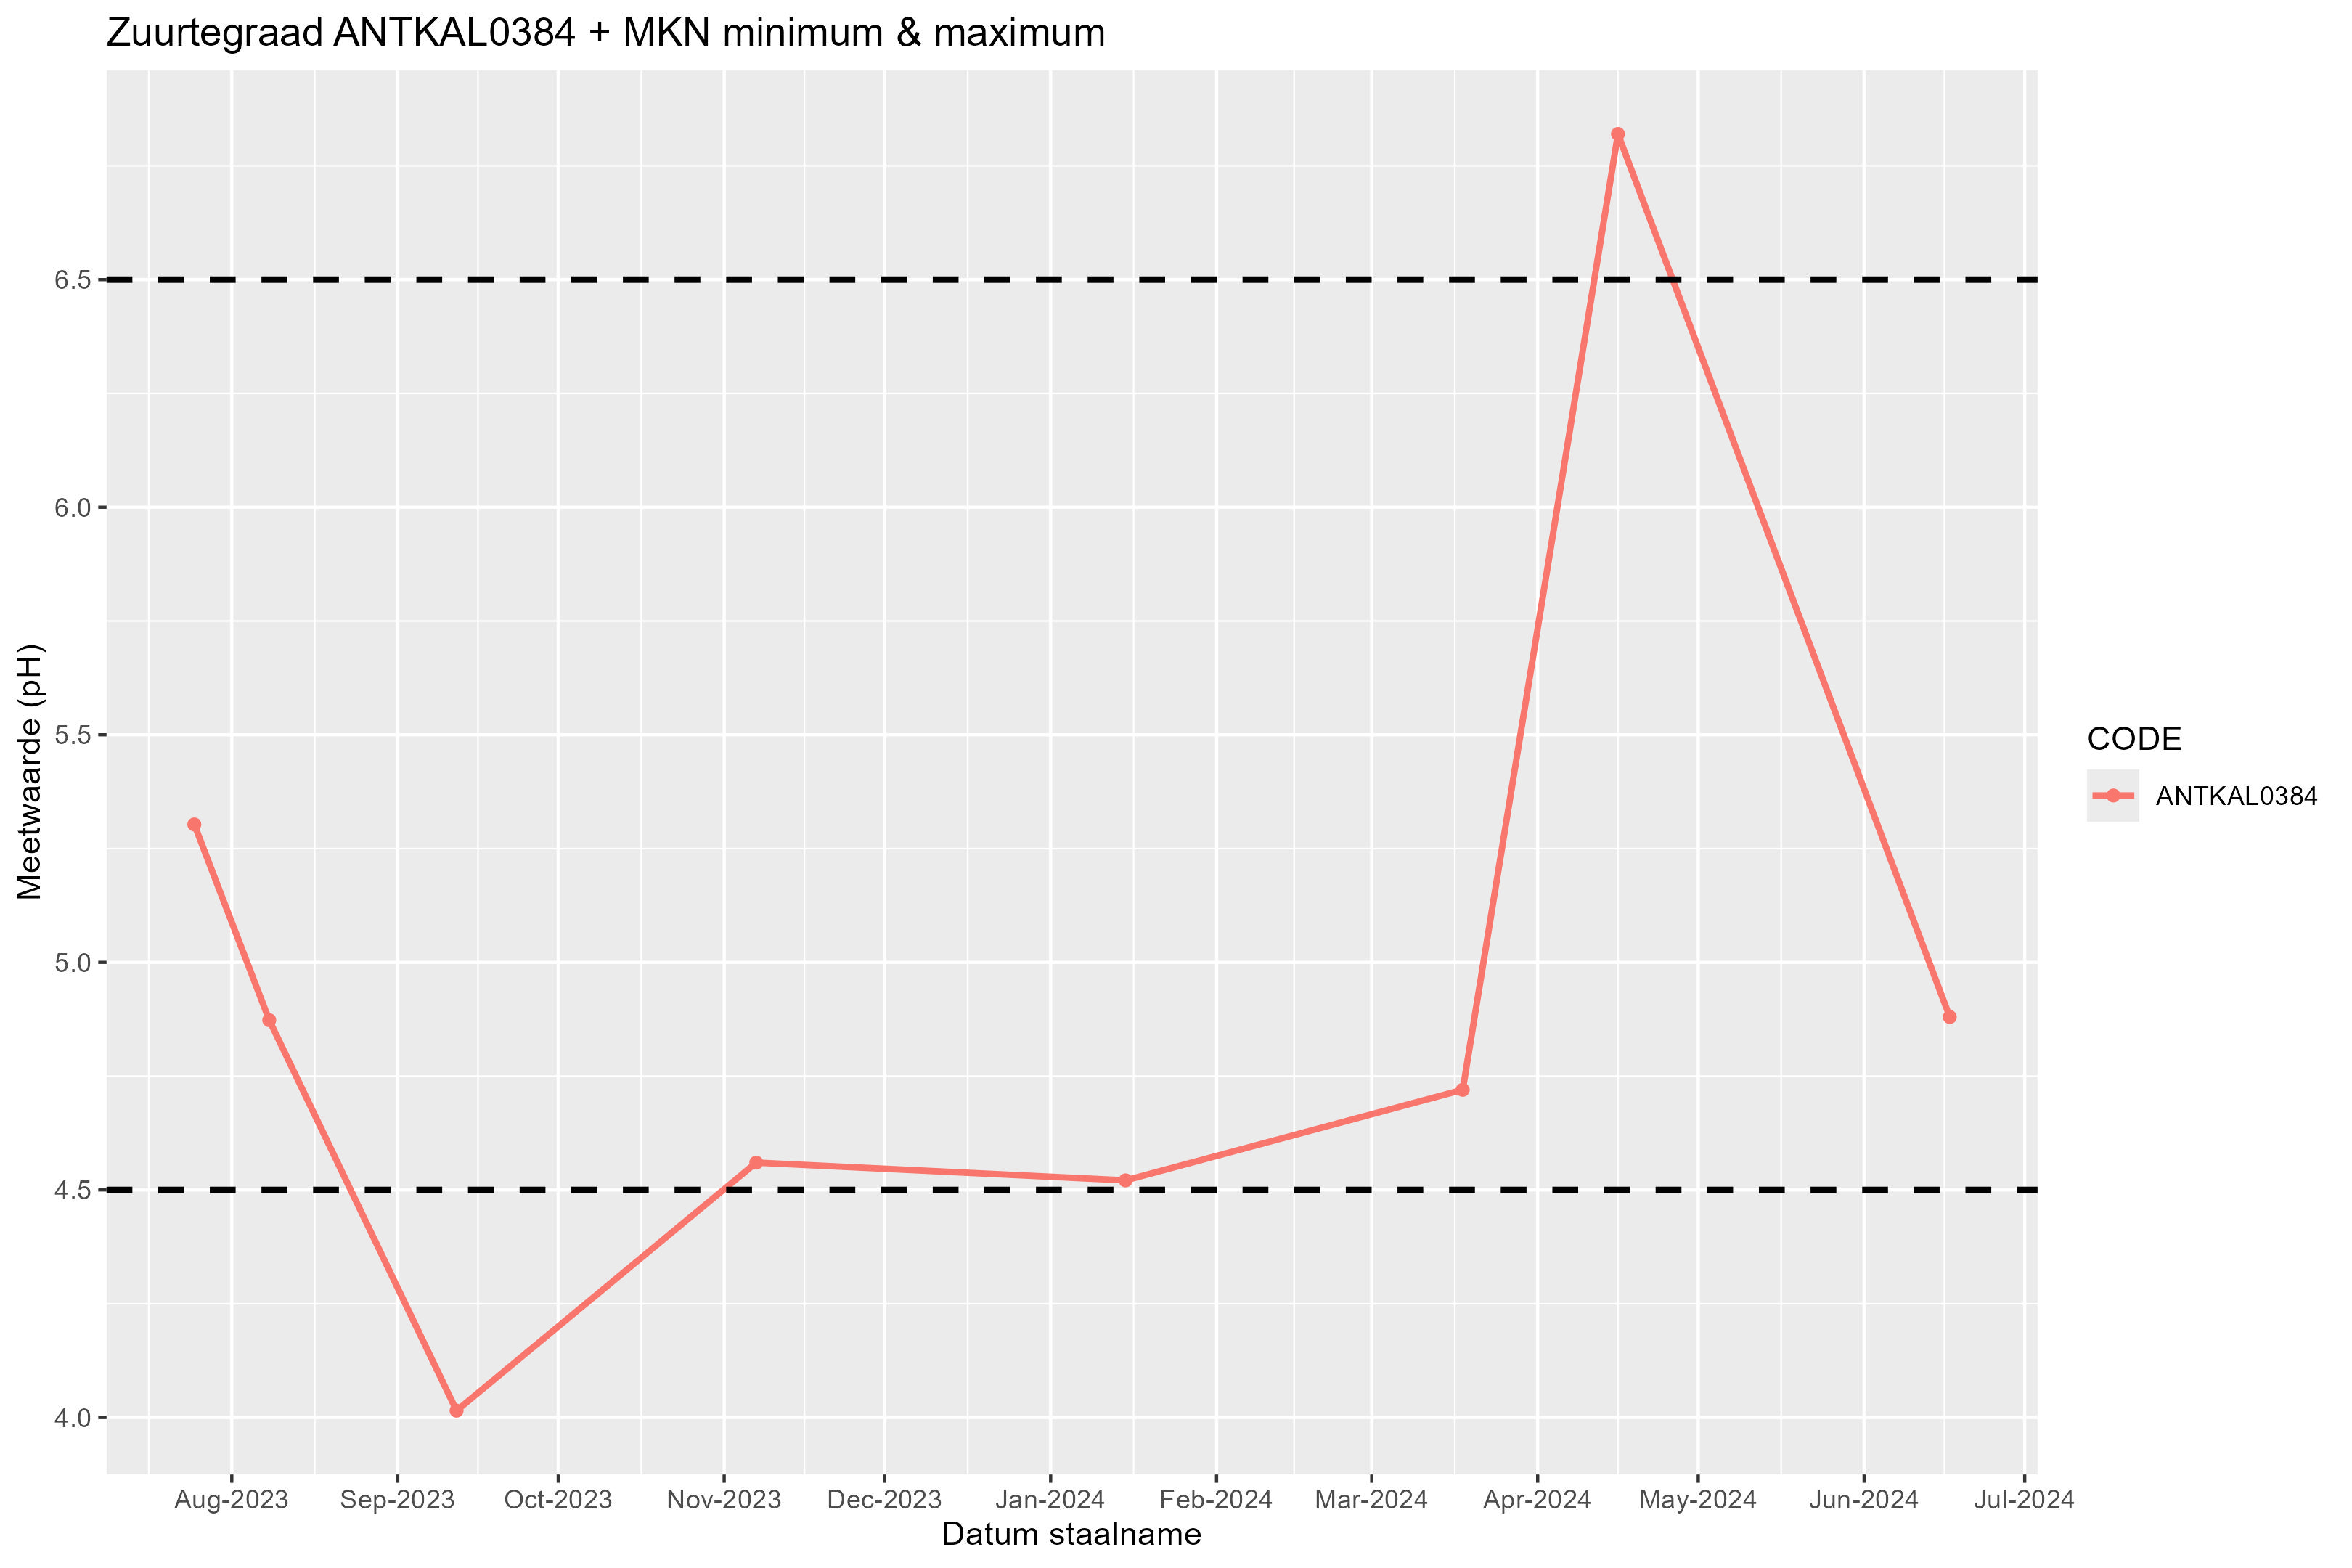 Zuurtegraad ANTKAL0384 + MKN minimum & maximum
Meetwaarde (pH)
6.5
6.0
5.5
5.0
4.5
4.0
Aug-2023 Sep-2023 Oct-2023 Nov-2023 Dec-2023 Jan-2024 Feb-2024 Mar-2024 Apr-2024 May-2024 Jun-2024 Jul-2024
Datum staalname
CODE
ANTKAL0384